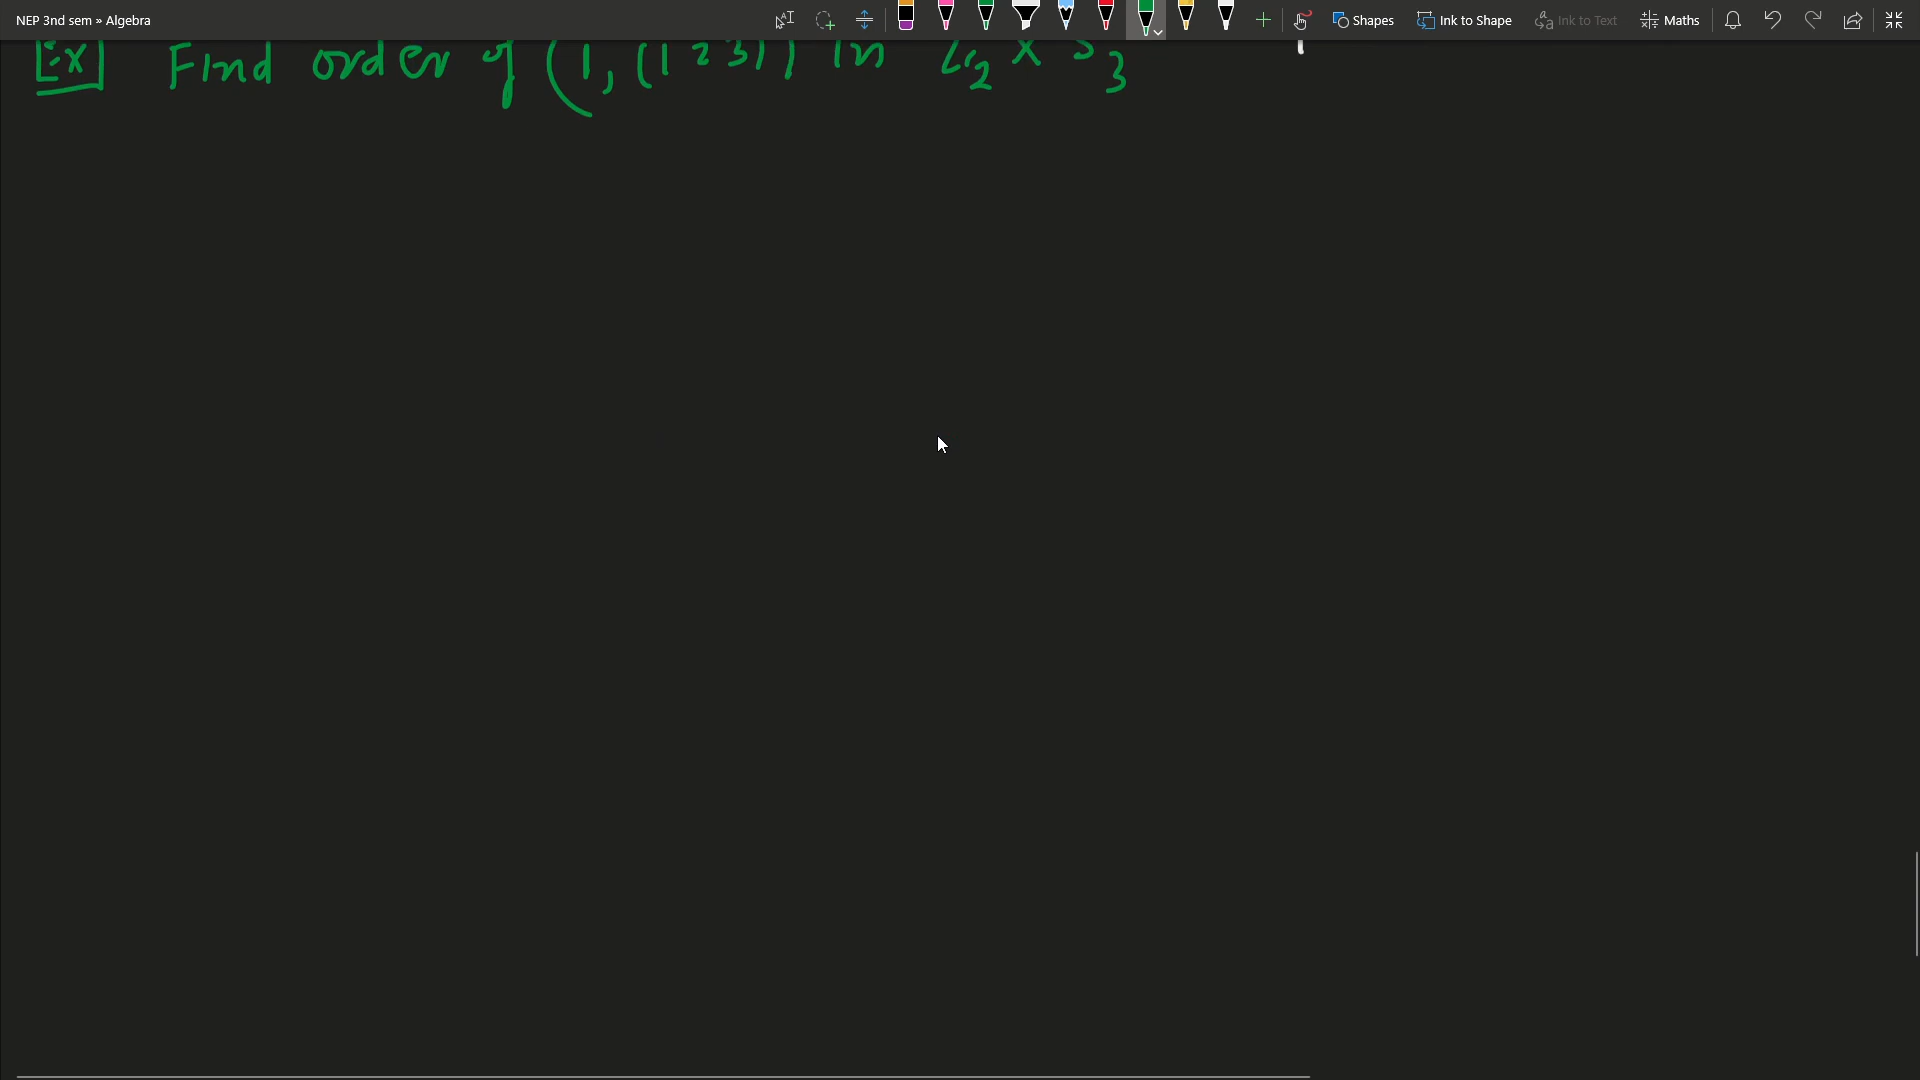 NEP 3nd sem » Algebra
Shapes Ink to Shape Ink to Text Maths
Ex Find order of (1, (1 2 3)) in Z₂ × S₃